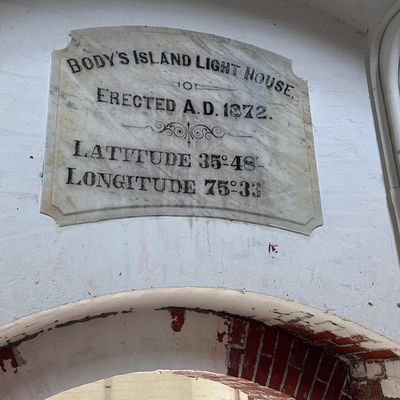 BODY'S ISLAND LIGHT HOUSE.
ERECTED A.D. 1872.
LATITUDE 35°-48'
LONGITUDE 75°-33'